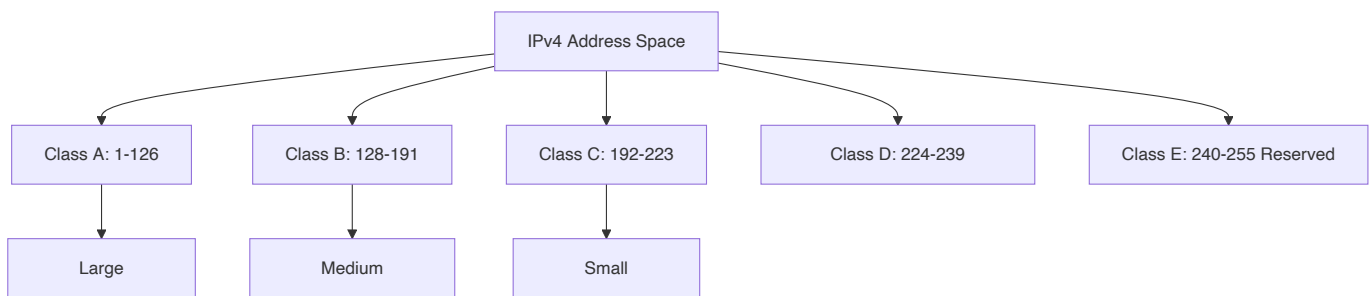 IPv4 Address Space
Class A: 1-126
Class B: 128-191
Class C: 192-223
Class D: 224-239
Class E: 240-255 Reserved
Large
Medium
Small